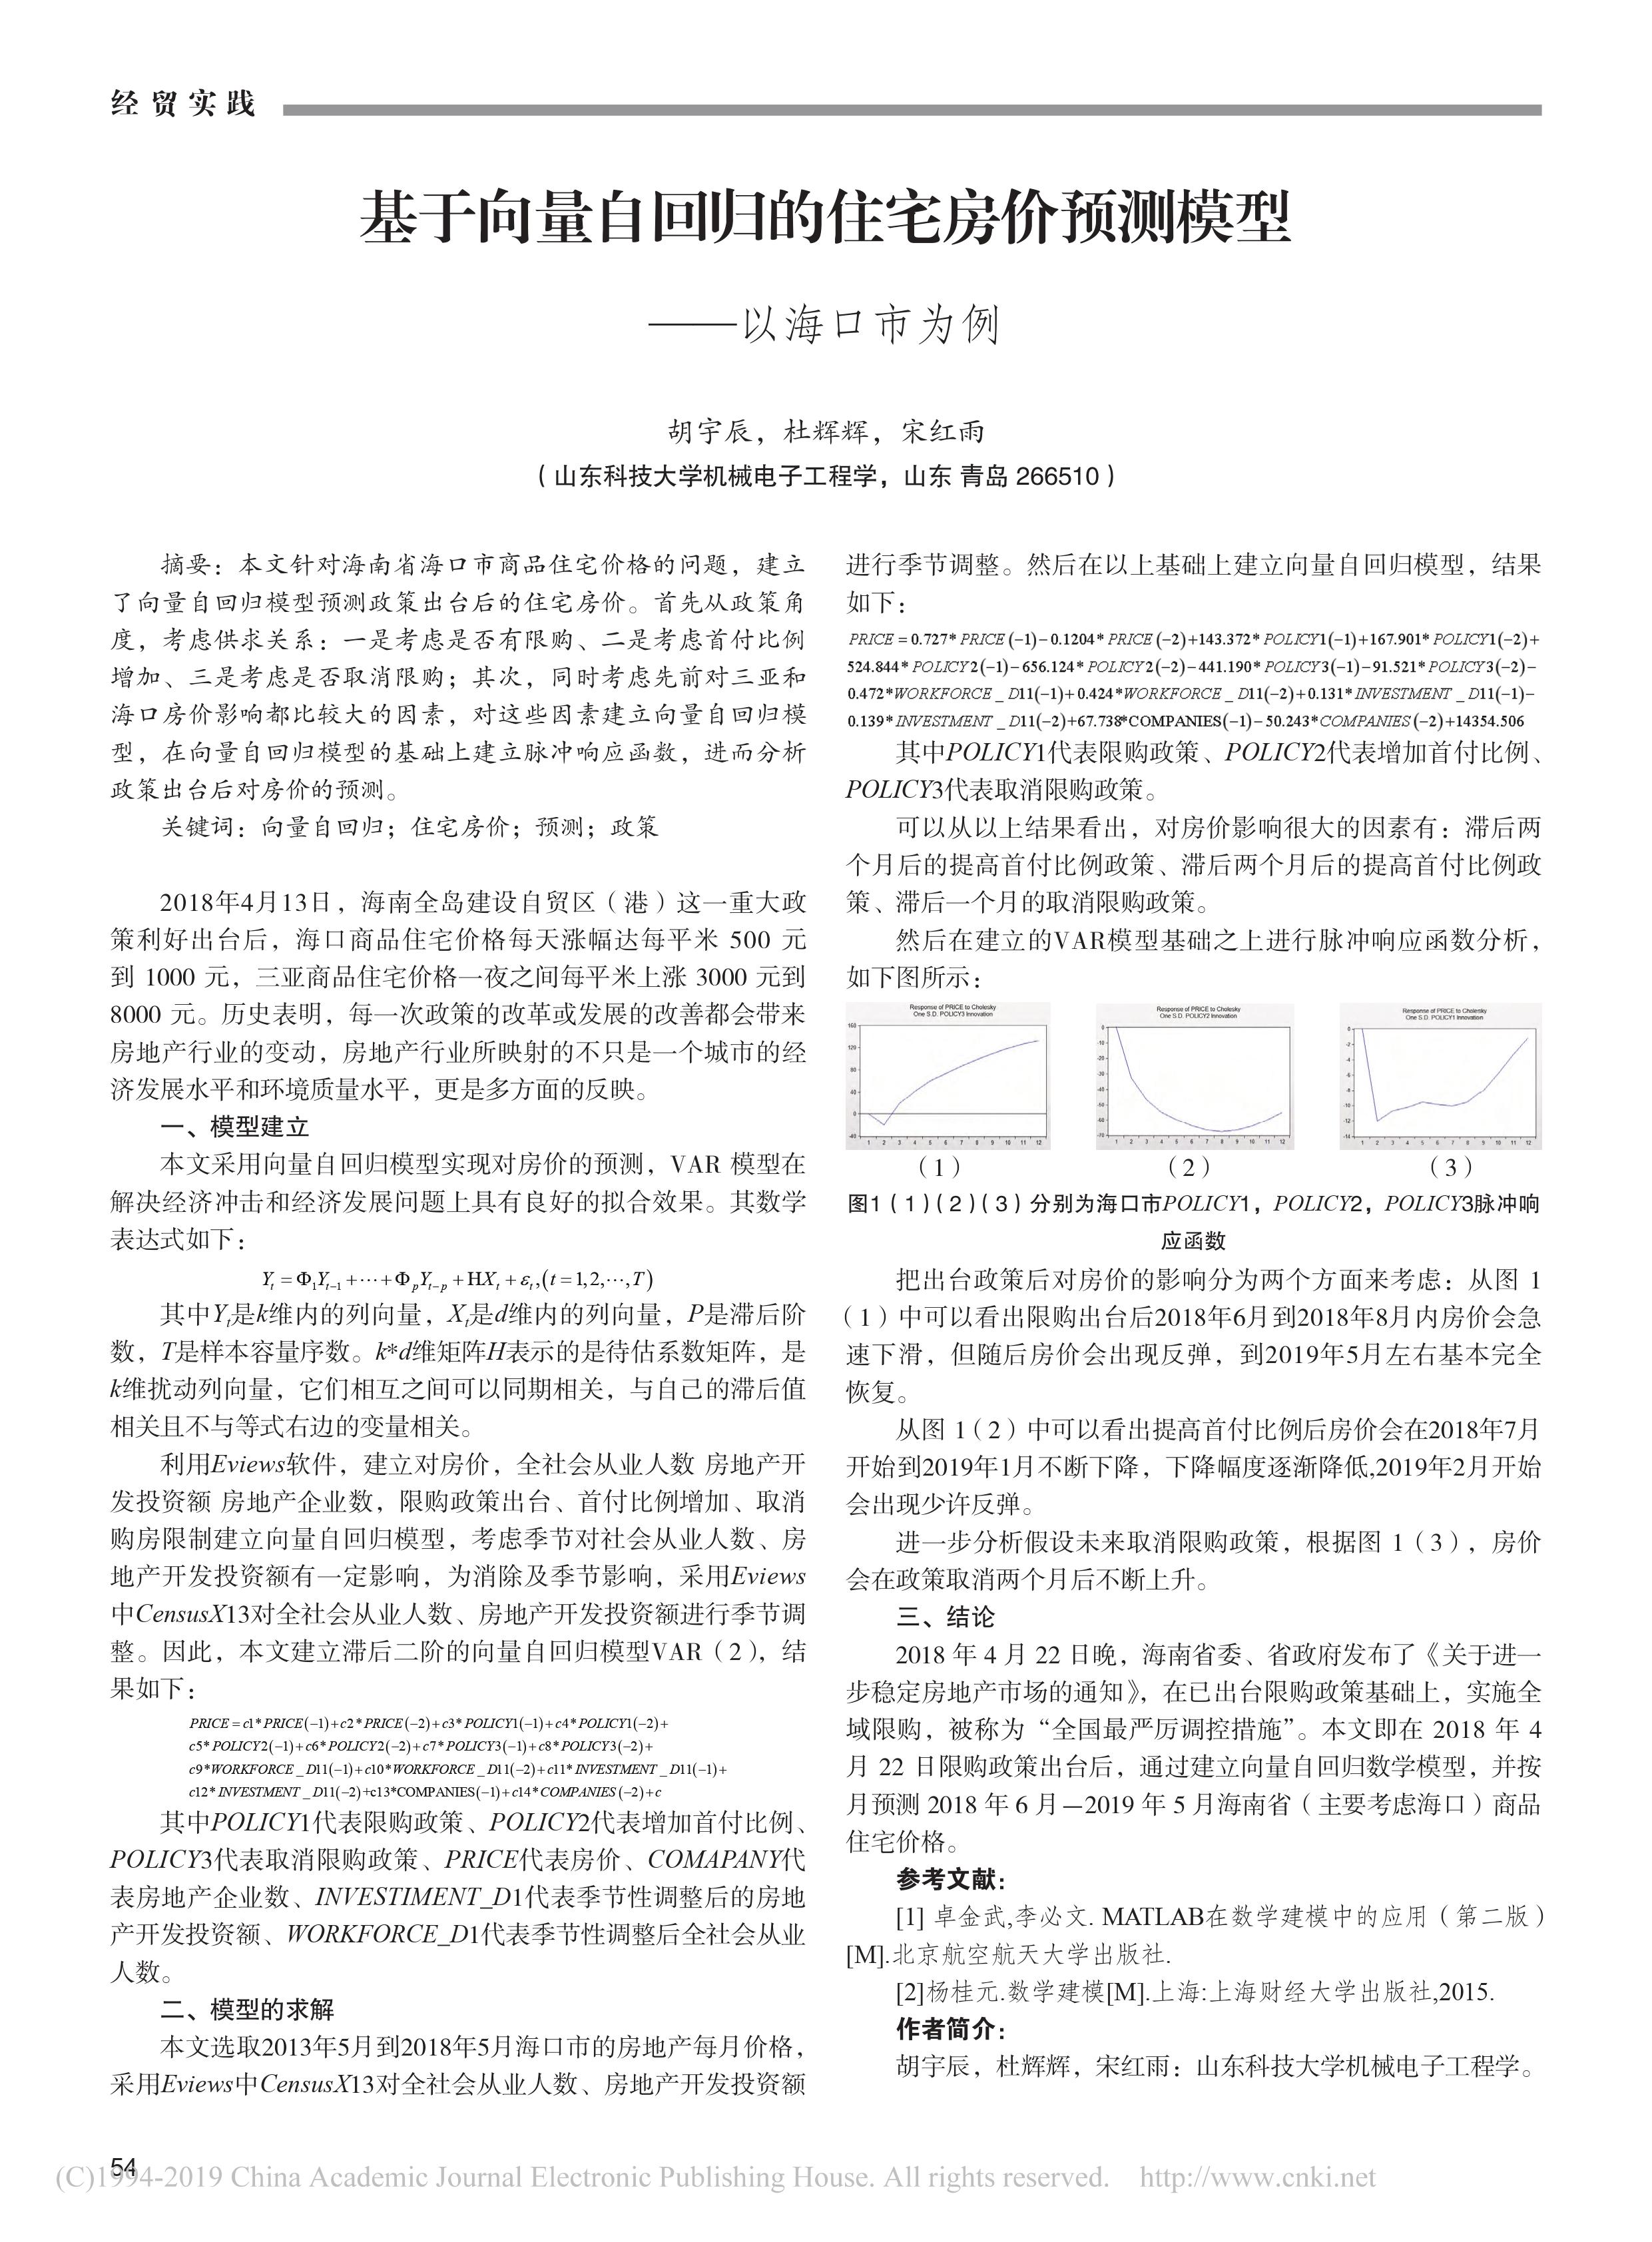 经贸实践
基于向量自回归的住宅房价预测模型
——以海口市为例
胡宇辰，杜辉辉，宋红雨
（山东科技大学机械电子工程学，山东 青岛 266510）
摘要：本文针对海南省海口市商品住宅价格的问题，建立
了向量自回归模型预测政策出台后的住宅房价。首先从政策角
度，考虑供求关系：一是考虑是否有限购、二是考虑首付比例
增加、三是考虑是否取消限购；其次，同时考虑先前对三亚和
海口房价影响都比较大的因素，对这些因素建立向量自回归模
型，在向量自回归模型的基础上建立脉冲响应函数，进而分析
政策出台后对房价的预测。
关键词：向量自回归；住宅房价；预测；政策
2018年4月13日，海南全岛建设自贸区（港）这一重大政
策利好出台后，海口商品住宅价格每天涨幅达每平米 500 元
到 1000 元，三亚商品住宅价格一夜之间每平米上涨 3000 元到
8000 元。历史表明，每一次政策的改革或发展的改善都会带来
房地产行业的变动，房地产行业所映射的不只是一个城市的经
济发展水平和环境质量水平，更是多方面的反映。
一、模型建立
本文采用向量自回归模型实现对房价的预测，VAR 模型在
解决经济冲击和经济发展问题上具有良好的拟合效果。其数学
表达式如下：
Yt = Φ1Yt−1 +⋯+ΦpYt−p +HXt +εt,(t=1,2,⋯,T)
其中Yt是k维内的列向量，Xt是d维内的列向量，P是滞后阶
数，T是样本容量序数。k*d维矩阵H表示的是待估系数矩阵，是
k维扰动列向量，它们相互之间可以同期相关，与自己的滞后值
相关且不与等式右边的变量相关。
利用Eviews软件，建立对房价，全社会从业人数 房地产开
发投资额 房地产企业数，限购政策出台、首付比例增加、取消
购房限制建立向量自回归模型，考虑季节对社会从业人数、房
地产开发投资额有一定影响，为消除及季节影响，采用Eviews
中CensusX13对全社会从业人数、房地产开发投资额进行季节调
整。因此，本文建立滞后二阶的向量自回归模型VAR（2），结
果如下：
PRICE=c1*PRICE(−1)+c2*PRICE(−2)+c3*POLICY1(−1)+c4*POLICY1(−2)+
c5*POLICY2(−1)+c6*POLICY2(−2)+c7*POLICY3(−1)+c8*POLICY3(−2)+
c9*WORKFORCE_D11(−1)+c10*WORKFORCE_D11(−2)+c11*INVESTMENT_D11(−1)+
c12*INVESTMENT_D11(−2)+c13*COMPANIES(−1)+c14*COMPANIES(−2)+c
其中POLICY1代表限购政策、POLICY2代表增加首付比例、
POLICY3代表取消限购政策、PRICE代表房价、COMAPANY代
表房地产企业数、INVESTIMENT_D1代表季节性调整后的房地
产开发投资额、WORKFORCE_D1代表季节性调整后全社会从业
人数。
二、模型的求解
本文选取2013年5月到2018年5月海口市的房地产每月价格，
采用Eviews中CensusX13对全社会从业人数、房地产开发投资额
进行季节调整。然后在以上基础上建立向量自回归模型，结果
如下：
PRICE = 0.727*PRICE(−1)−0.1204*PRICE(−2)+143.372*POLICY1(−1)+167.901*POLICY1(−2)+
524.844*POLICY2(−1)−656.124*POLICY2(−2)−441.190*POLICY3(−1)−91.521*POLICY3(−2)−
0.472*WORKFORCE_D11(−1)+0.424*WORKFORCE_D11(−2)+0.131*INVESTMENT_D11(−1)−
0.139*INVESTMENT_D11(−2)+67.738*COMPANIES(−1)−50.243*COMPANIES(−2)+14354.506
其中POLICY1代表限购政策、POLICY2代表增加首付比例、
POLICY3代表取消限购政策。
可以从以上结果看出，对房价影响很大的因素有：滞后两
个月后的提高首付比例政策、滞后两个月后的提高首付比例政
策、滞后一个月的取消限购政策。
然后在建立的VAR模型基础之上进行脉冲响应函数分析，
如下图所示：
Response of PRICE to Cholesky
One S.D. POLICY3 Innovation
160
120
80
40
0
-40
1 2 3 4 5 6 7 8 9 10 11 12
（1）
Response of PRICE to Cholesky
One S.D. POLICY2 Innovation
0
-10
-20
-30
-40
-50
-60
-70
1 2 3 4 5 6 7 8 9 10 11 12
（2）
Response of PRICE to Cholesky
One S.D. POLICY1 Innovation
0
-2
-4
-6
-8
-10
-12
-14
1 2 3 4 5 6 7 8 9 10 11 12
（3）
图1（1）（2）（3）分别为海口市POLICY1，POLICY2，POLICY3脉冲响
应函数
把出台政策后对房价的影响分为两个方面来考虑：从图 1
（1）中可以看出限购出台后2018年6月到2018年8月内房价会急
速下滑，但随后房价会出现反弹，到2019年5月左右基本完全
恢复。
从图 1（2）中可以看出提高首付比例后房价会在2018年7月
开始到2019年1月不断下降，下降幅度逐渐降低,2019年2月开始
会出现少许反弹。
进一步分析假设未来取消限购政策，根据图 1（3），房价
会在政策取消两个月后不断上升。
三、结论
2018 年 4 月 22 日晚，海南省委、省政府发布了《关于进一
步稳定房地产市场的通知》，在已出台限购政策基础上，实施全
域限购，被称为“全国最严厉调控措施”。本文即在 2018 年 4
月 22 日限购政策出台后，通过建立向量自回归数学模型，并按
月预测 2018 年 6 月—2019 年 5 月海南省（主要考虑海口）商品
住宅价格。
参考文献：
[1] 卓金武,李必文. MATLAB在数学建模中的应用（第二版）
[M].北京航空航天大学出版社.
[2]杨桂元.数学建模[M].上海:上海财经大学出版社,2015.
作者简介：
胡宇辰，杜辉辉，宋红雨：山东科技大学机械电子工程学。
54
(C)1994-2019 China Academic Journal Electronic Publishing House. All rights reserved. http://www.cnki.net